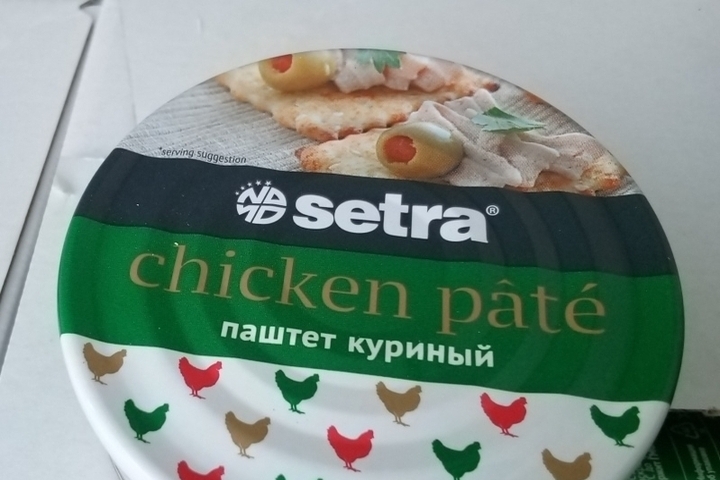 *serving suggestion
setra®
chicken pâté
паштет куриный